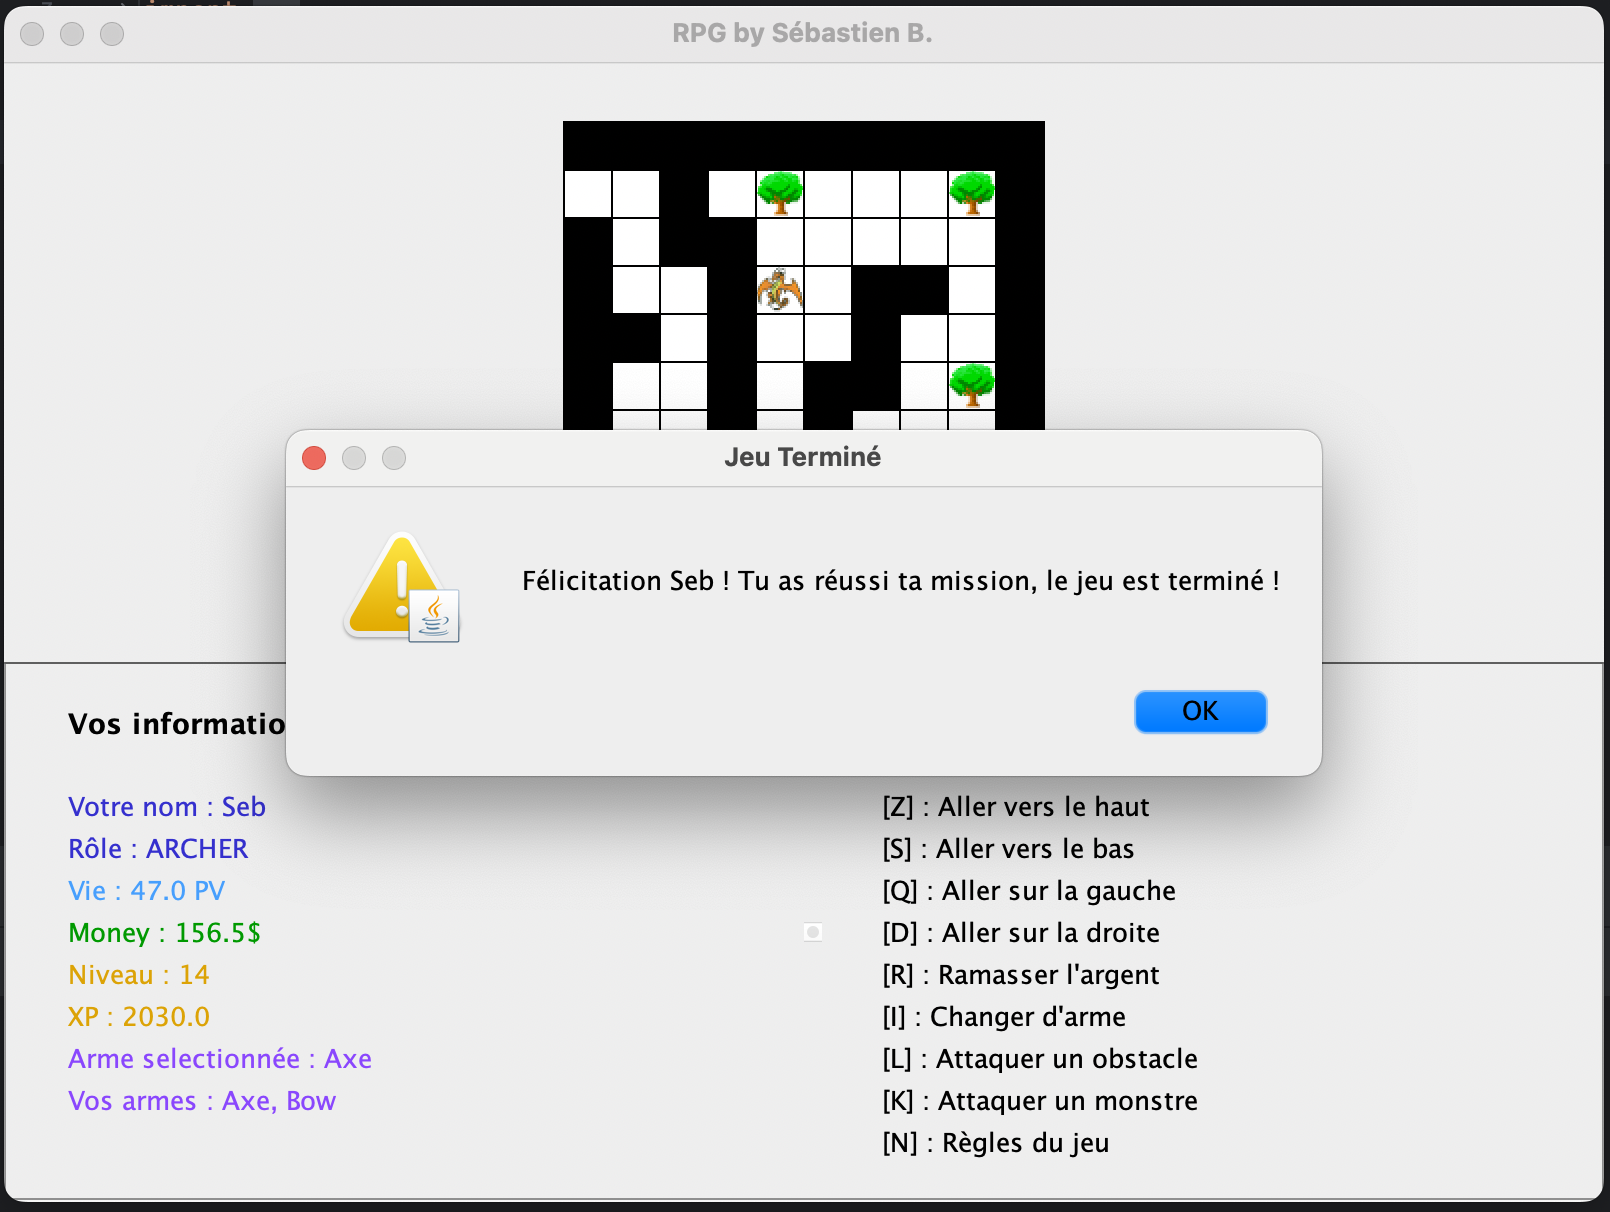 RPG by Sébastien B.
Jeu Terminé
Félicitation Seb ! Tu as réussi ta mission, le jeu est terminé !
OK
Vos informatio
Votre nom : Seb
Rôle : ARCHER
Vie : 47.0 PV
Money : 156.5$
Niveau : 14
XP : 2030.0
Arme selectionnée : Axe
Vos armes : Axe, Bow
[Z] : Aller vers le haut
[S] : Aller vers le bas
[Q] : Aller sur la gauche
[D] : Aller sur la droite
[R] : Ramasser l'argent
[I] : Changer d'arme
[L] : Attaquer un obstacle
[K] : Attaquer un monstre
[N] : Règles du jeu